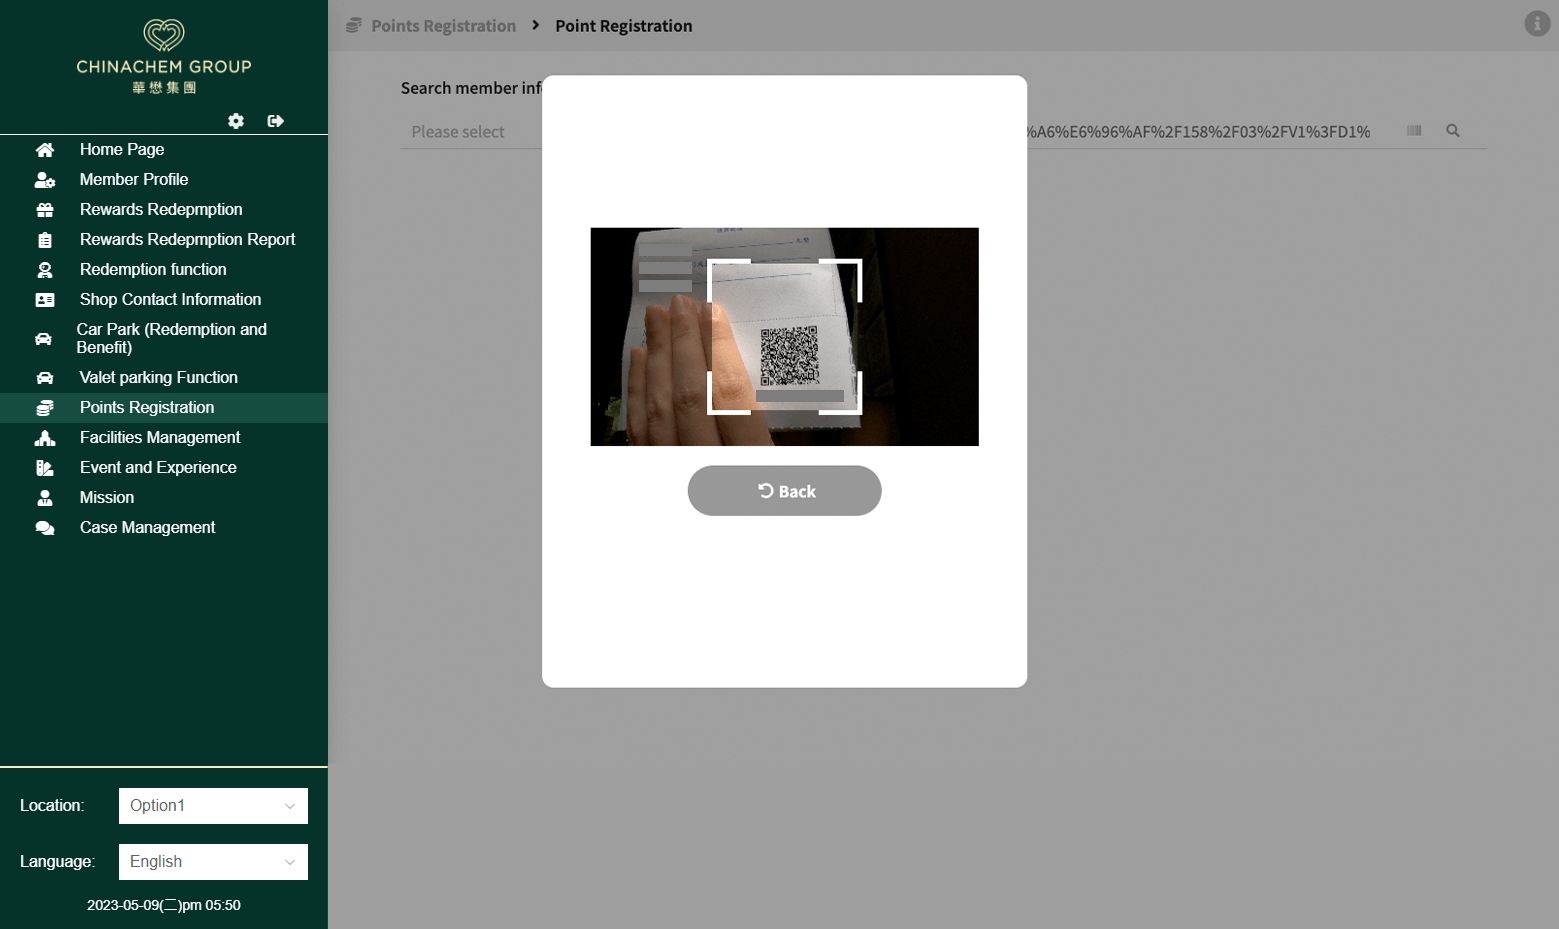 CHINACHEM GROUP
華懋集團
Home Page
Member Profile
Rewards Redepmption
Rewards Redepmption Report
Redemption function
Shop Contact Information
Car Park (Redemption and
Benefit)
Valet parking Function
Points Registration
Facilities Management
Event and Experience
Mission
Case Management
Location:
Option1
Language:
English
2023-05-09(二)pm 05:50
Points Registration
Point Registration
Search member inf
Please select
%A6%E6%96%AF%2F158%2F03%2FV1%3FD1%
Back